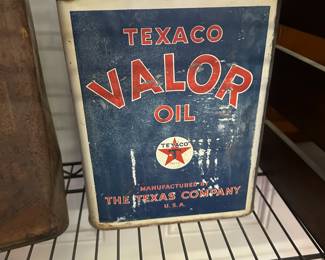 TEXACO
VALOR
OIL
TEXACO
T
MANUFACTURED BY
THE TEXAS COMPANY
U.S.A.